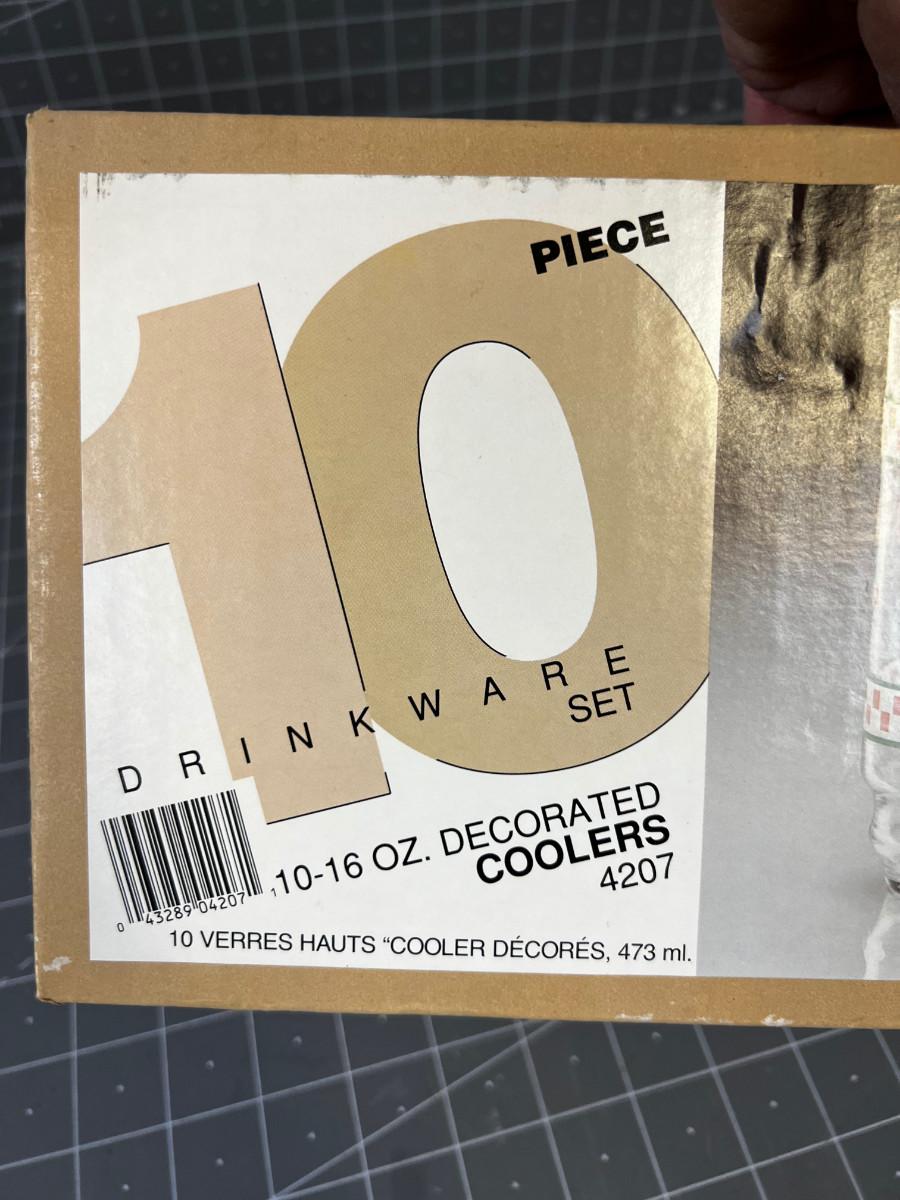 10
PIECE
DRINKWARE
SET
10-16 OZ. DECORATED
COOLERS
4207
0 43289 04207 1
10 VERRES HAUTS “COOLER DÉCORÉS, 473 ml.